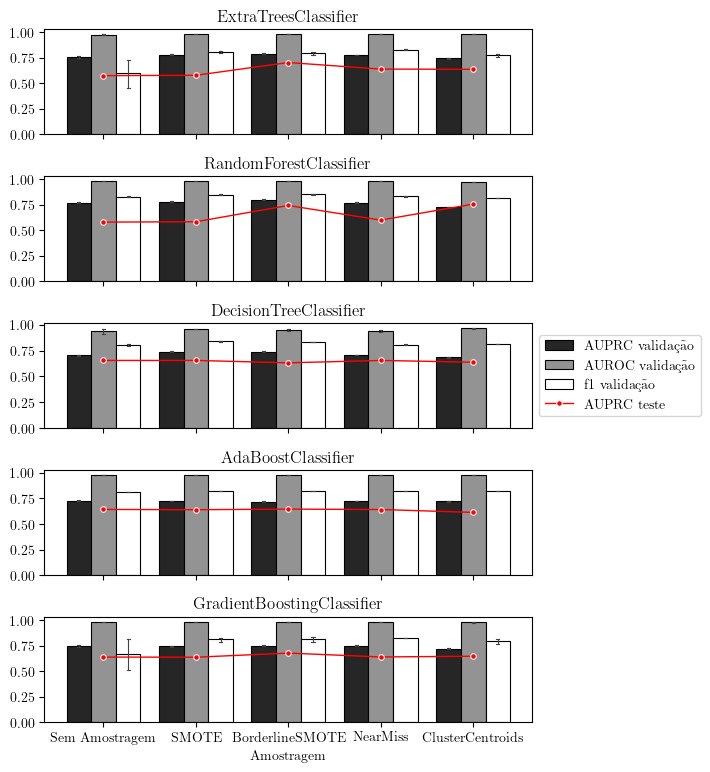 ExtraTreesClassifier
1.00
0.75
0.50
0.25
0.00
RandomForestClassifier
1.00
0.75
0.50
0.25
0.00
DecisionTreeClassifier
1.00
0.75
0.50
0.25
0.00
AUPRC validação
AUROC validação
f1 validação
AUPRC teste
AdaBoostClassifier
1.00
0.75
0.50
0.25
0.00
GradientBoostingClassifier
1.00
0.75
0.50
0.25
0.00
Sem Amostragem SMOTE BorderlineSMOTE NearMiss ClusterCentroids
Amostragem